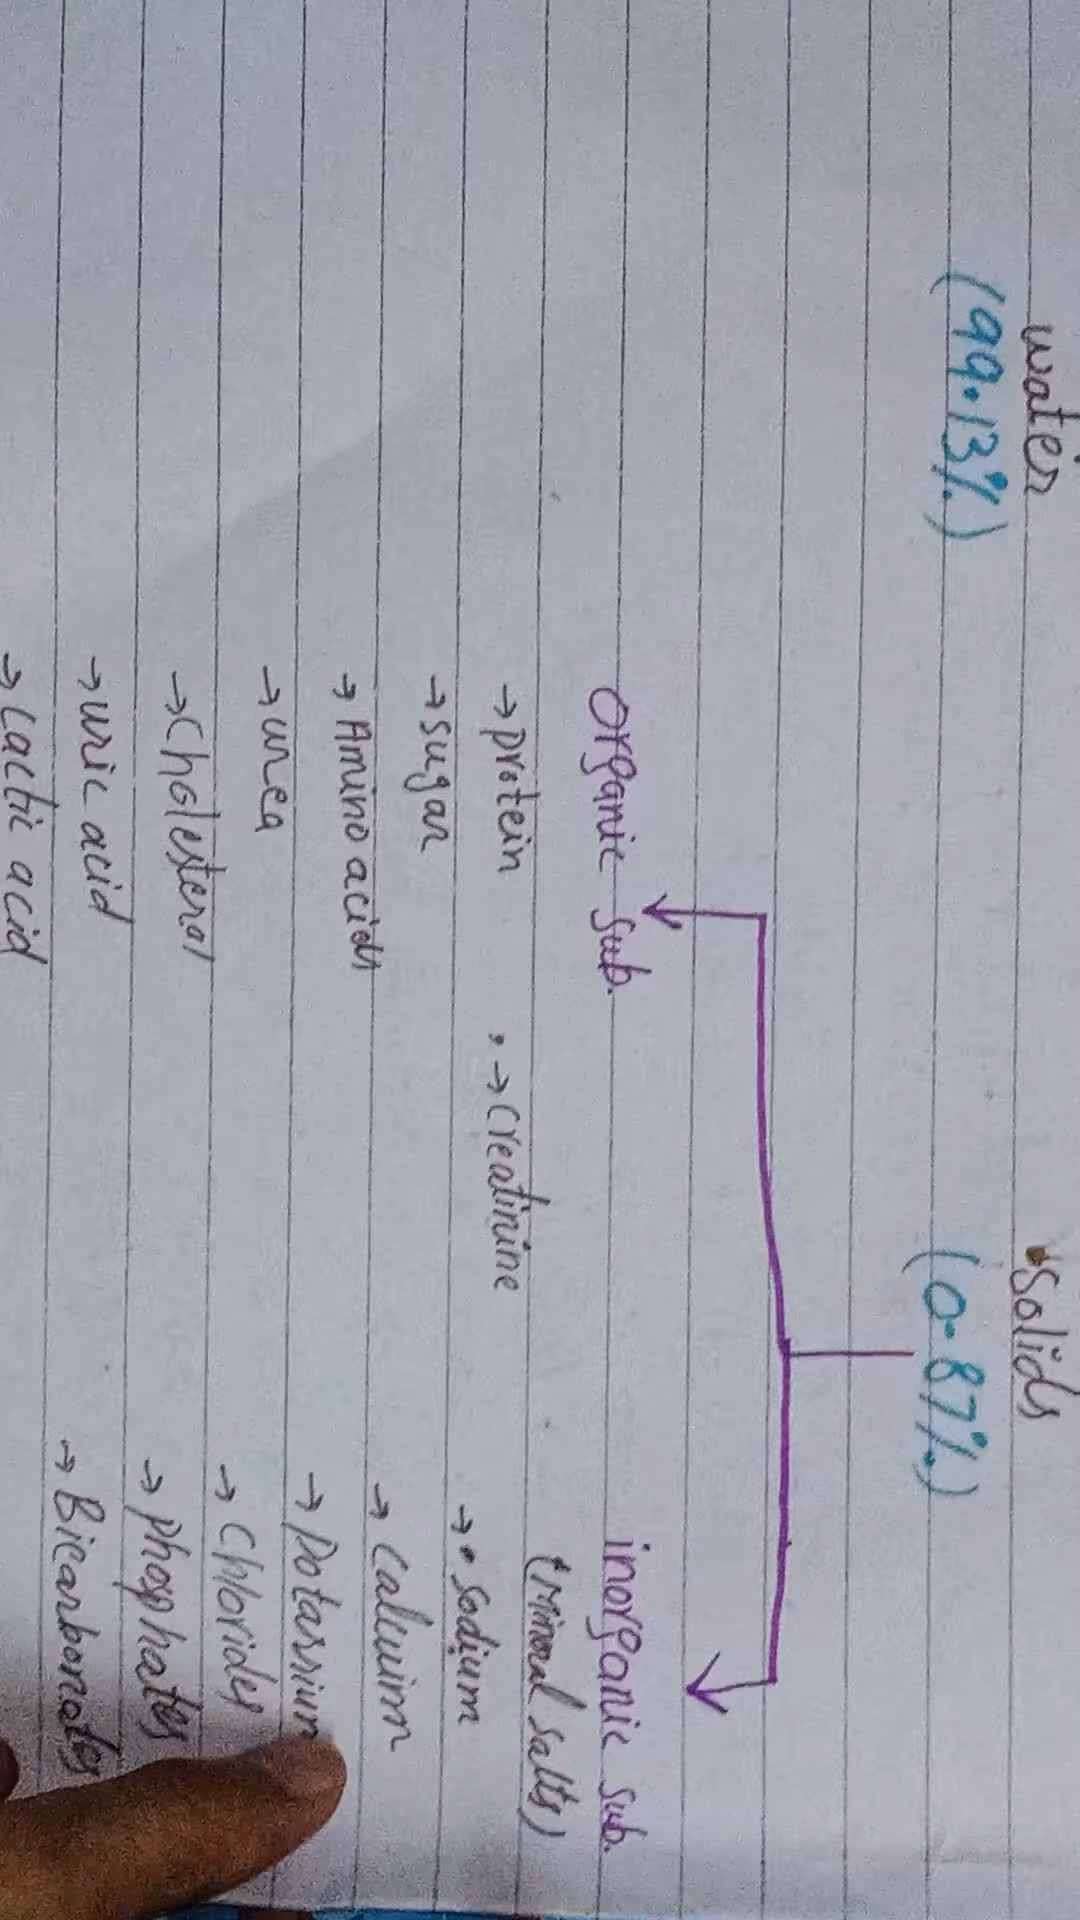 water Solids
(99.13%) (0.87%)
Organic sub. inorganic sub.
→ protein • → Creatinine (Mineral salts)
→ sugar → • Sodium
→ Amino acids → Calcuim
→ urea → Potassium
→ Cholesterol → Chlorides
→ uric acid → phosphates
→ Lactic acid → Bicarbonates